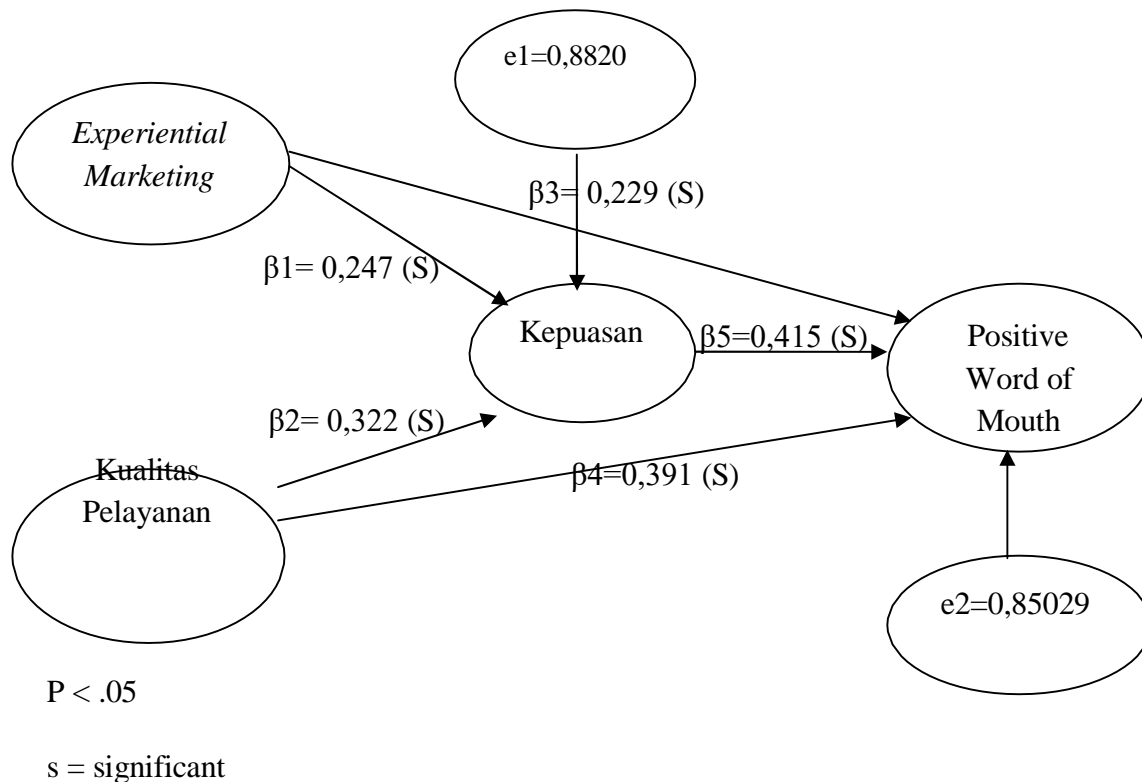 e1=0,8820
Experiential
Marketing
β3= 0,229 (S)
β1= 0,247 (S)
Kepuasan
β5=0,415 (S)
Positive
Word of
Mouth
β2= 0,322 (S)
Kualitas
Pelayanan
β4=0,391 (S)
e2=0,85029
P < .05
s = significant